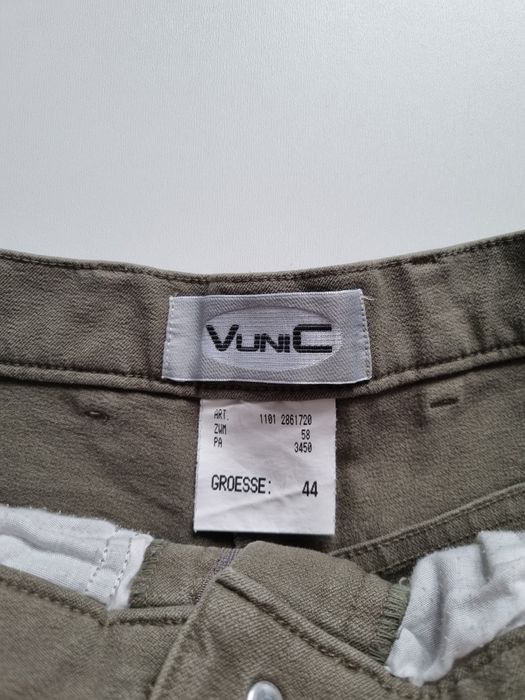 VUNIC
ART. 1101 2861720
ZWM 58
PA 3450
GROESSE: 44